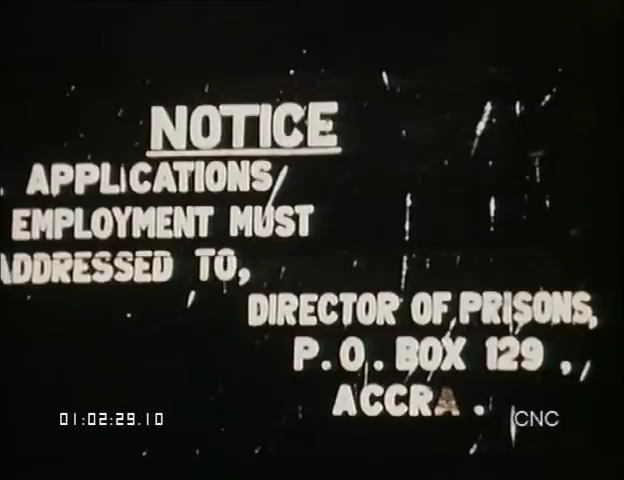 NOTICE
APPLICATIONS
EMPLOYMENT MUST
ADDRESSED TO,
DIRECTOR OF PRISONS,
P.O. BOX 129,
ACCRA.
01:02:29.10
CNC